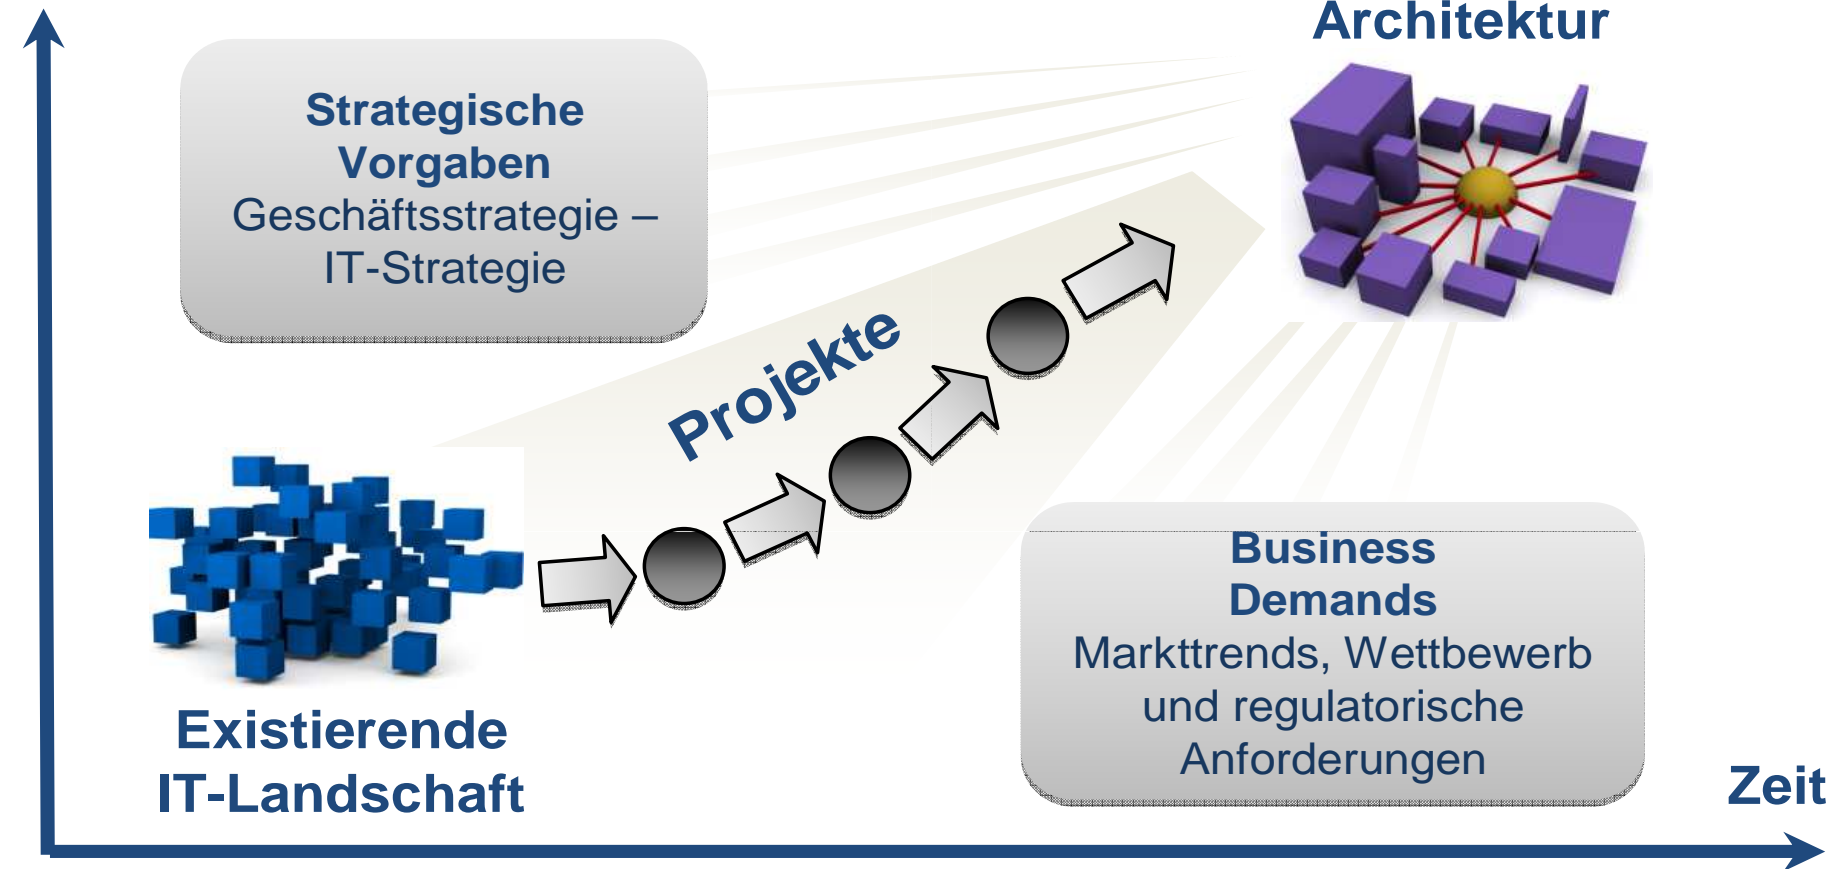 Architektur
Strategische
Vorgaben
Geschäftsstrategie –
IT-Strategie
Projekte
Existierende
IT-Landschaft
Business
Demands
Markttrends, Wettbewerb
und regulatorische
Anforderungen
Zeit